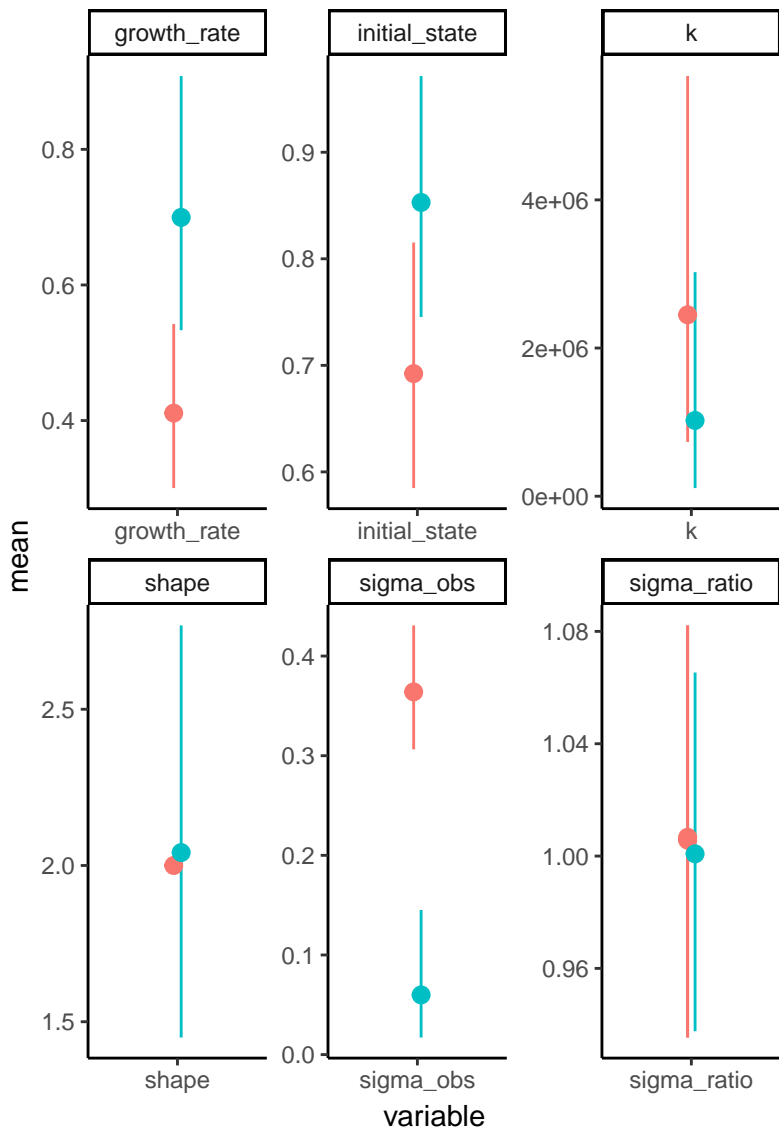 growth_rate
initial_state
k
0.8
0.6
0.4
0.9
0.8
0.7
0.6
4e+06
2e+06
0e+00
growth_rate
initial_state
k
mean
shape
sigma_obs
sigma_ratio
2.5
2.0
1.5
0.4
0.3
0.2
0.1
0.0
1.08
1.04
1.00
0.96
shape
sigma_obs
sigma_ratio
variable